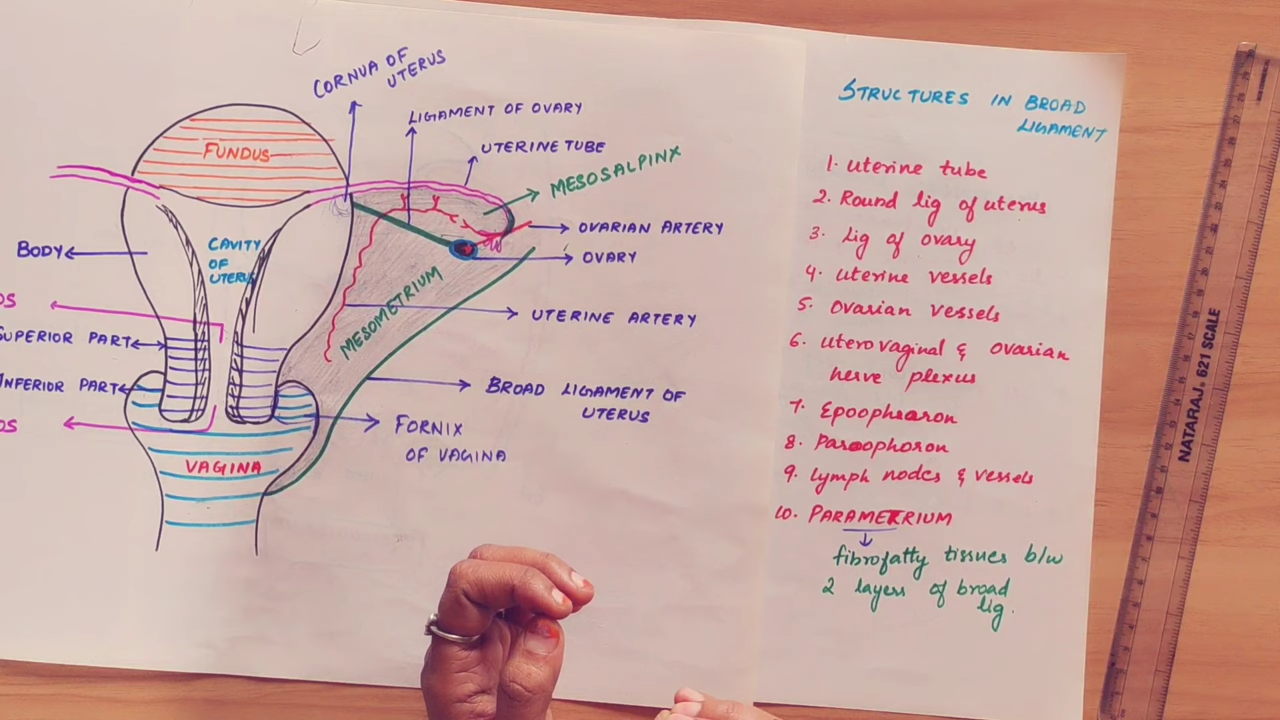 CORNUA OF
UTERUS
LIGAMENT OF OVARY
UTERINE TUBE
MESOSALPINX
FUNDUS
OVARIAN ARTERY
OVARY
BODY
CAVITY
OF
UTERUS
MESOMETRIUM
UTERINE ARTERY
OS
SUPERIOR PART
INFERIOR PART
OS
BROAD LIGAMENT OF
UTERUS
FORNIX
OF VAGINA
VAGINA
STRUCTURES IN BROAD
LIGAMENT
1. uterine tube
2. Round lig of uterus
3. Lig of ovary
4. uterine vessels
5. Ovarian vessels
6. uterovaginal & ovarian
nerve plexus
7. Epoophoron
8. Paroophoron
9. lymph nodes & vessels
10. PARAMETRIUM
fibrofatty tissues b/w
2 layers of broad
lig.
NATARAJ 621 SCALE